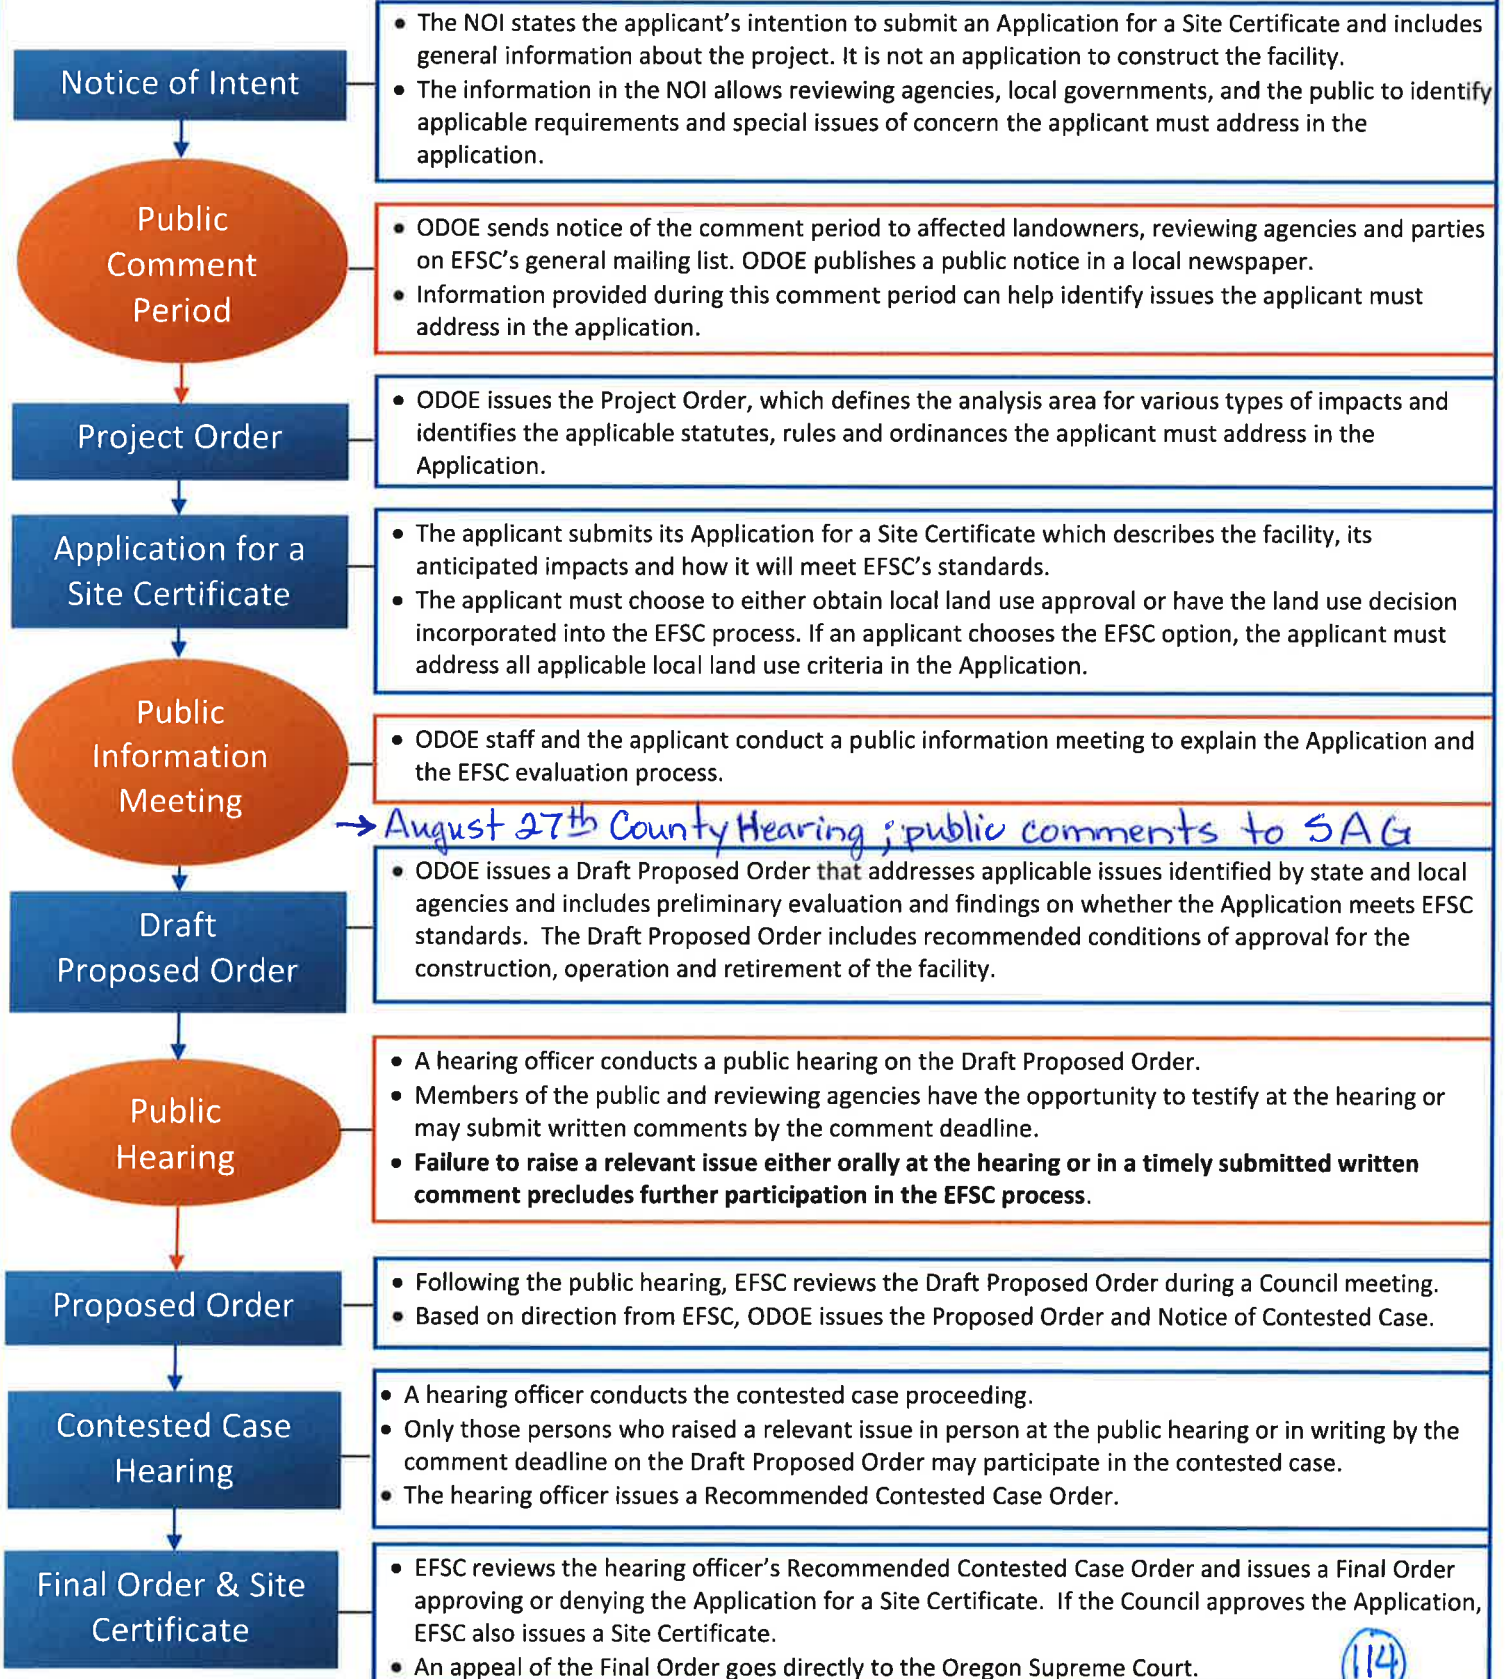 Notice of Intent
• The NOI states the applicant's intention to submit an Application for a Site Certificate and includes
general information about the project. It is not an application to construct the facility.
• The information in the NOI allows reviewing agencies, local governments, and the public to identify
applicable requirements and special issues of concern the applicant must address in the
application.
Public
Comment
Period
• ODOE sends notice of the comment period to affected landowners, reviewing agencies and parties
on EFSC's general mailing list. ODOE publishes a public notice in a local newspaper.
• Information provided during this comment period can help identify issues the applicant must
address in the application.
Project Order
• ODOE issues the Project Order, which defines the analysis area for various types of impacts and
identifies the applicable statutes, rules and ordinances the applicant must address in the
Application.
Application for a
Site Certificate
• The applicant submits its Application for a Site Certificate which describes the facility, its
anticipated impacts and how it will meet EFSC's standards.
• The applicant must choose to either obtain local land use approval or have the land use decision
incorporated into the EFSC process. If an applicant chooses the EFSC option, the applicant must
address all applicable local land use criteria in the Application.
Public
Information
Meeting
• ODOE staff and the applicant conduct a public information meeting to explain the Application and
the EFSC evaluation process.
→ August 27th County Hearing ; public comments to SAG
Draft
Proposed Order
• ODOE issues a Draft Proposed Order that addresses applicable issues identified by state and local
agencies and includes preliminary evaluation and findings on whether the Application meets EFSC
standards. The Draft Proposed Order includes recommended conditions of approval for the
construction, operation and retirement of the facility.
Public
Hearing
• A hearing officer conducts a public hearing on the Draft Proposed Order.
• Members of the public and reviewing agencies have the opportunity to testify at the hearing or
may submit written comments by the comment deadline.
• Failure to raise a relevant issue either orally at the hearing or in a timely submitted written
comment precludes further participation in the EFSC process.
Proposed Order
• Following the public hearing, EFSC reviews the Draft Proposed Order during a Council meeting.
• Based on direction from EFSC, ODOE issues the Proposed Order and Notice of Contested Case.
Contested Case
Hearing
• A hearing officer conducts the contested case proceeding.
• Only those persons who raised a relevant issue in person at the public hearing or in writing by the
comment deadline on the Draft Proposed Order may participate in the contested case.
• The hearing officer issues a Recommended Contested Case Order.
Final Order & Site
Certificate
• EFSC reviews the hearing officer's Recommended Contested Case Order and issues a Final Order
approving or denying the Application for a Site Certificate. If the Council approves the Application,
EFSC also issues a Site Certificate.
• An appeal of the Final Order goes directly to the Oregon Supreme Court.
114